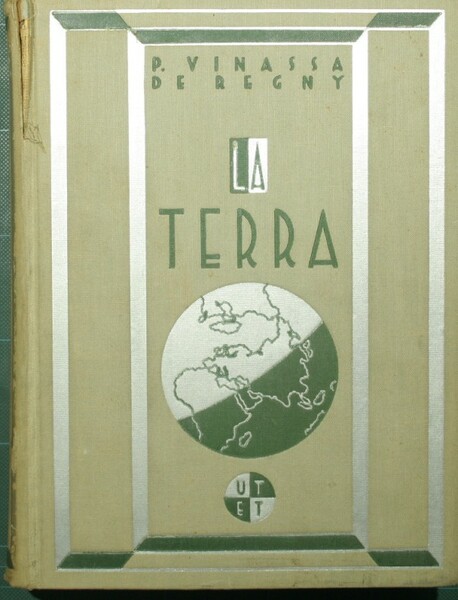 P. VINASSA
DE REGNY
LA
TERRA
UT
ET